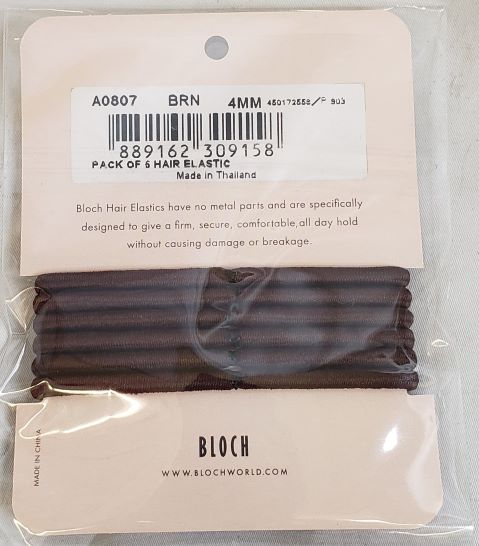 A0807 BRN 4MM 450172558/P 903
889162 309158
PACK OF 6 HAIR ELASTIC
Made in Thailand
Bloch Hair Elastics have no metal parts and are specifically
designed to give a firm, secure, comfortable, all day hold
without causing damage or breakage.
MADE IN CHINA
BLOCH
WWW.BLOCHWORLD.COM